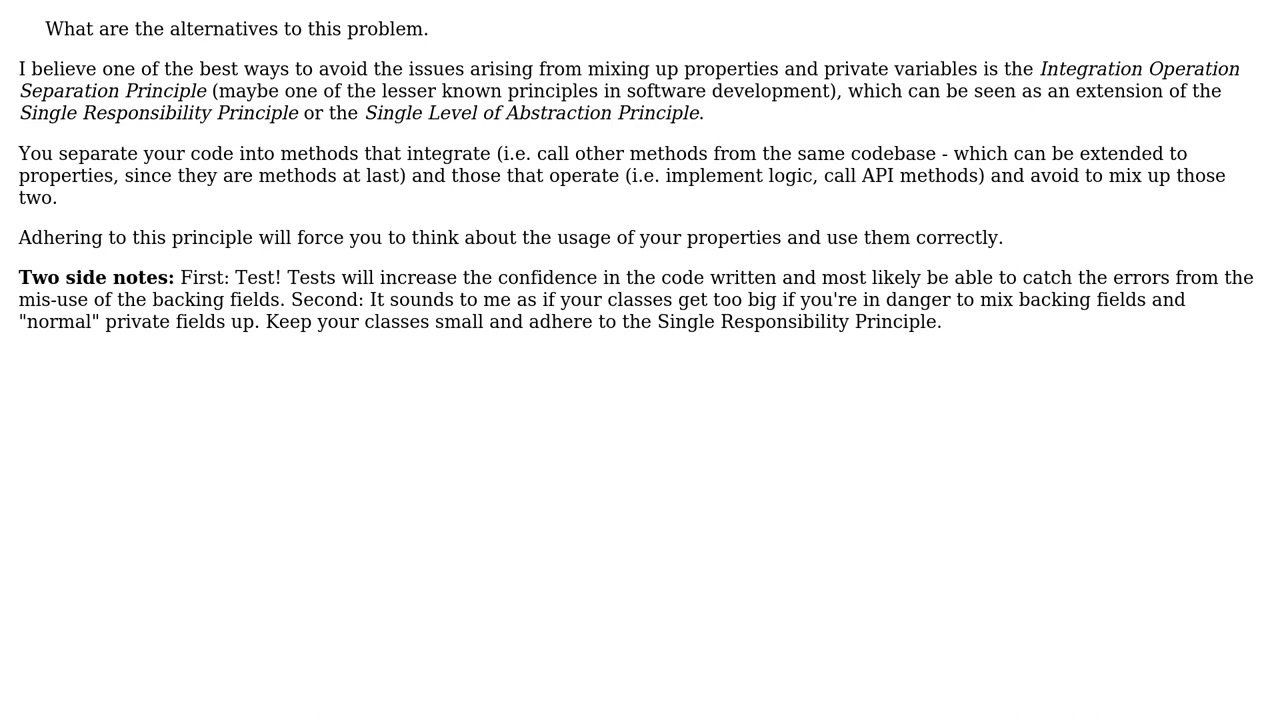 What are the alternatives to this problem.
I believe one of the best ways to avoid the issues arising from mixing up properties and private variables is the Integration Operation
Separation Principle (maybe one of the lesser known principles in software development), which can be seen as an extension of the
Single Responsibility Principle or the Single Level of Abstraction Principle.
You separate your code into methods that integrate (i.e. call other methods from the same codebase - which can be extended to
properties, since they are methods at last) and those that operate (i.e. implement logic, call API methods) and avoid to mix up those
two.
Adhering to this principle will force you to think about the usage of your properties and use them correctly.
Two side notes: First: Test! Tests will increase the confidence in the code written and most likely be able to catch the errors from the
mis-use of the backing fields. Second: It sounds to me as if your classes get too big if you're in danger to mix backing fields and
"normal" private fields up. Keep your classes small and adhere to the Single Responsibility Principle.